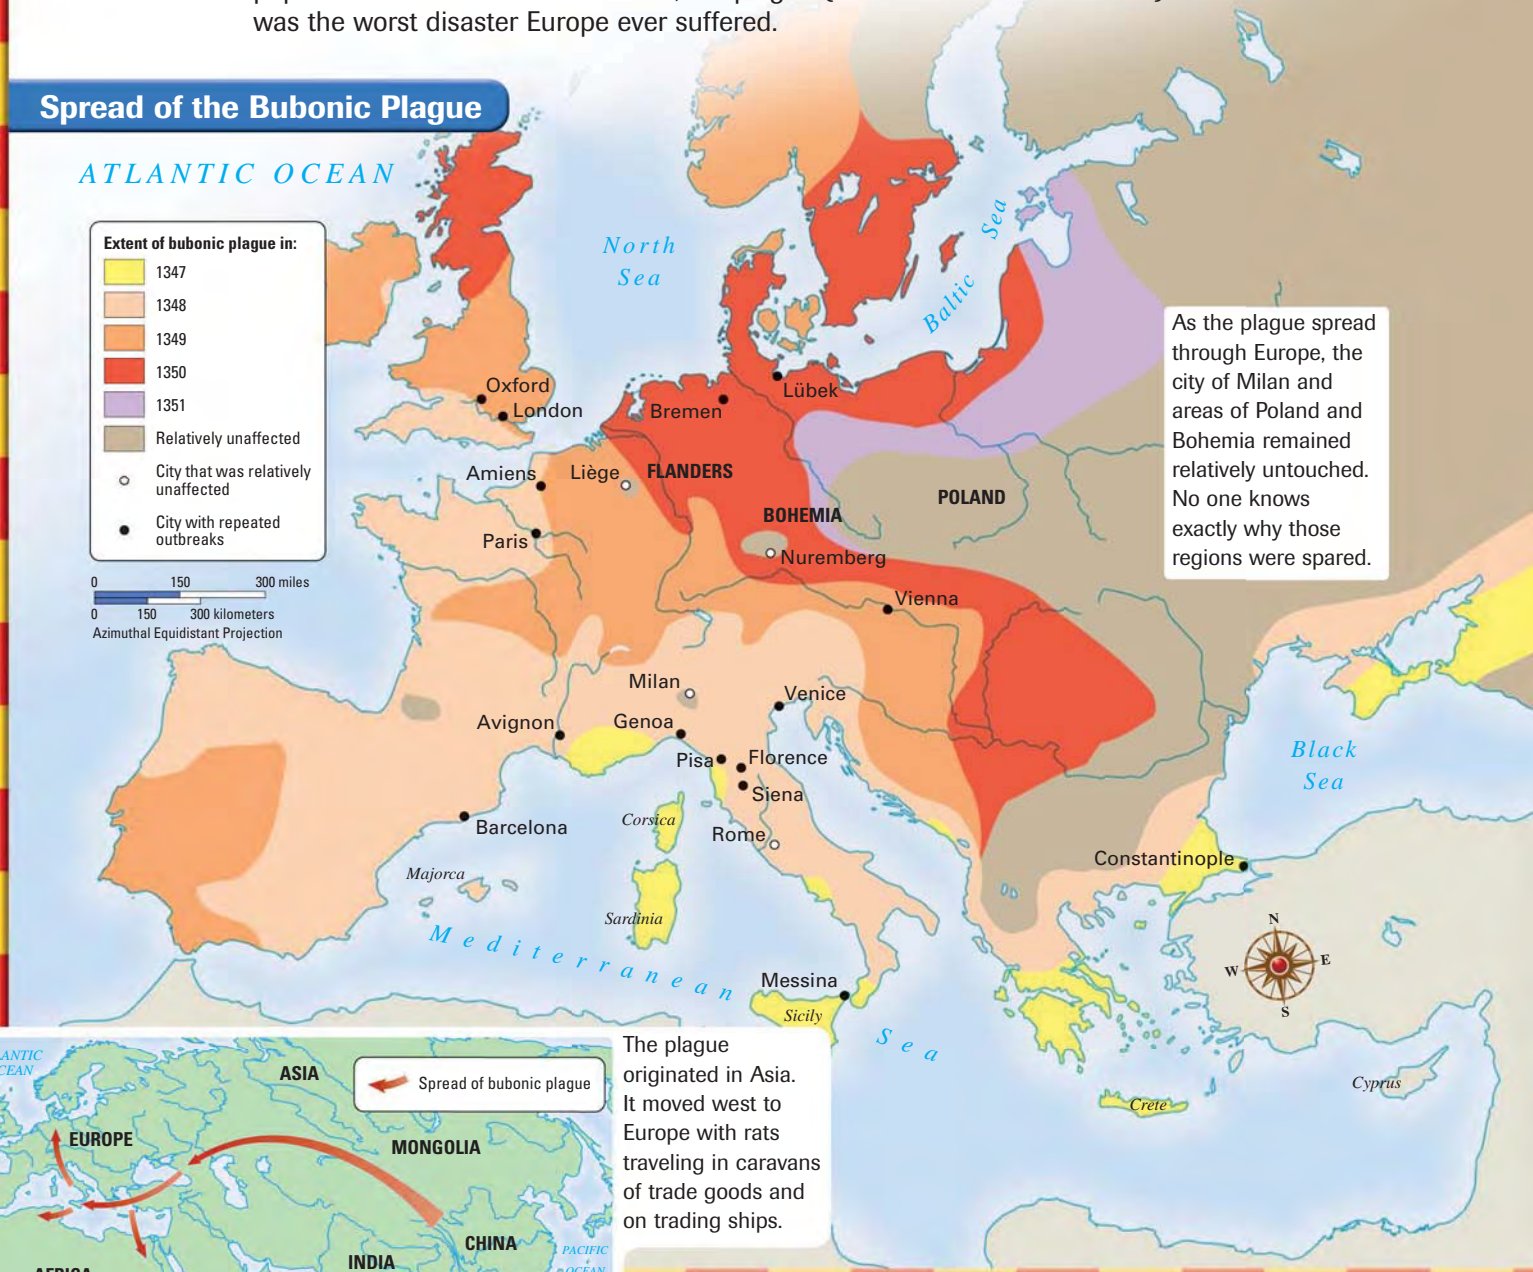 was the worst disaster Europe ever suffered.
Spread of the Bubonic Plague
ATLANTIC OCEAN
Extent of bubonic plague in:
1347
1348
1349
1350
1351
Relatively unaffected
City that was relatively
unaffected
City with repeated
outbreaks
0 150 300 miles
0 150 300 kilometers
Azimuthal Equidistant Projection
North
Sea
Baltic Sea
Oxford
London
Lübek
Bremen
Amiens
Liège
FLANDERS
Paris
BOHEMIA
POLAND
Nuremberg
Vienna
As the plague spread
through Europe, the
city of Milan and
areas of Poland and
Bohemia remained
relatively untouched.
No one knows
exactly why those
regions were spared.
Milan
Venice
Avignon
Genoa
Pisa
Florence
Siena
Barcelona
Corsica
Rome
Majorca
Sardinia
Black
Sea
Constantinople
Mediterranean Sea
Messina
Sicily
Crete
Cyprus
N
W
E
S
The plague
originated in Asia.
It moved west to
Europe with rats
traveling in caravans
of trade goods and
on trading ships.
ANTIC
CEAN
ASIA
Spread of bubonic plague
EUROPE
MONGOLIA
CHINA
INDIA
PACIFIC
OCEAN
AFRICA